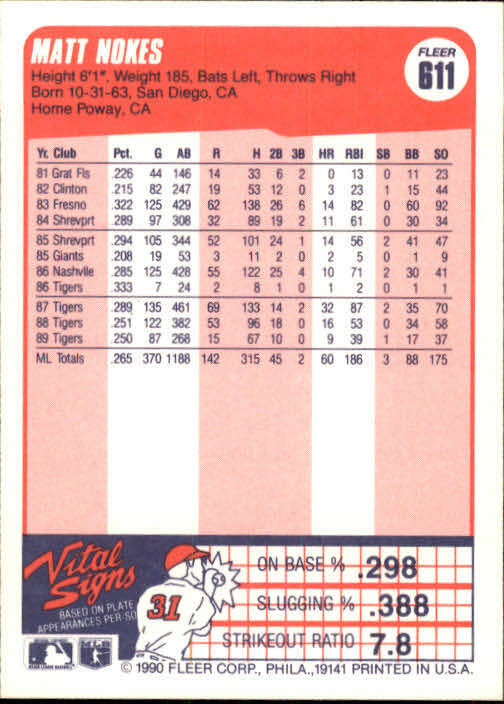 MATT NOKES
FLEER
611
Height 6'1", Weight 185, Bats Left, Throws Right
Born 10-31-63, San Diego, CA
Home Poway, CA
Yr. Club Pct. G AB R H 2B 3B HR RBI SB BB SO
81 Grat Fls .226 44 146 14 33 6 2 0 13 0 11 23
82 Clinton .215 82 247 19 53 12 0 3 23 1 15 44
83 Fresno .322 125 429 62 138 26 6 14 82 0 60 92
84 Shrevprt .289 97 308 32 89 19 2 11 61 0 30 34
85 Shrevprt .294 105 344 52 101 24 1 14 56 2 41 47
85 Giants .208 19 53 3 11 2 0 2 5 0 1 9
86 Nashvlle .285 125 428 55 122 25 4 10 71 2 30 41
86 Tigers .333 7 24 2 8 1 0 1 2 0 1 1
87 Tigers .289 135 461 69 133 14 2 32 87 2 35 70
88 Tigers .251 122 382 53 96 18 0 16 53 0 34 58
89 Tigers .250 87 268 15 67 10 0 9 39 1 17 37
ML Totals .265 370 1188 142 315 45 2 60 186 3 88 175
Vital
Signs
BASED ON PLATE
APPEARANCES PER-SO
31
ON BASE % .298
SLUGGING % .388
STRIKEOUT RATIO 7.8
© 1990 FLEER CORP., PHILA., 19141 PRINTED IN U.S.A.